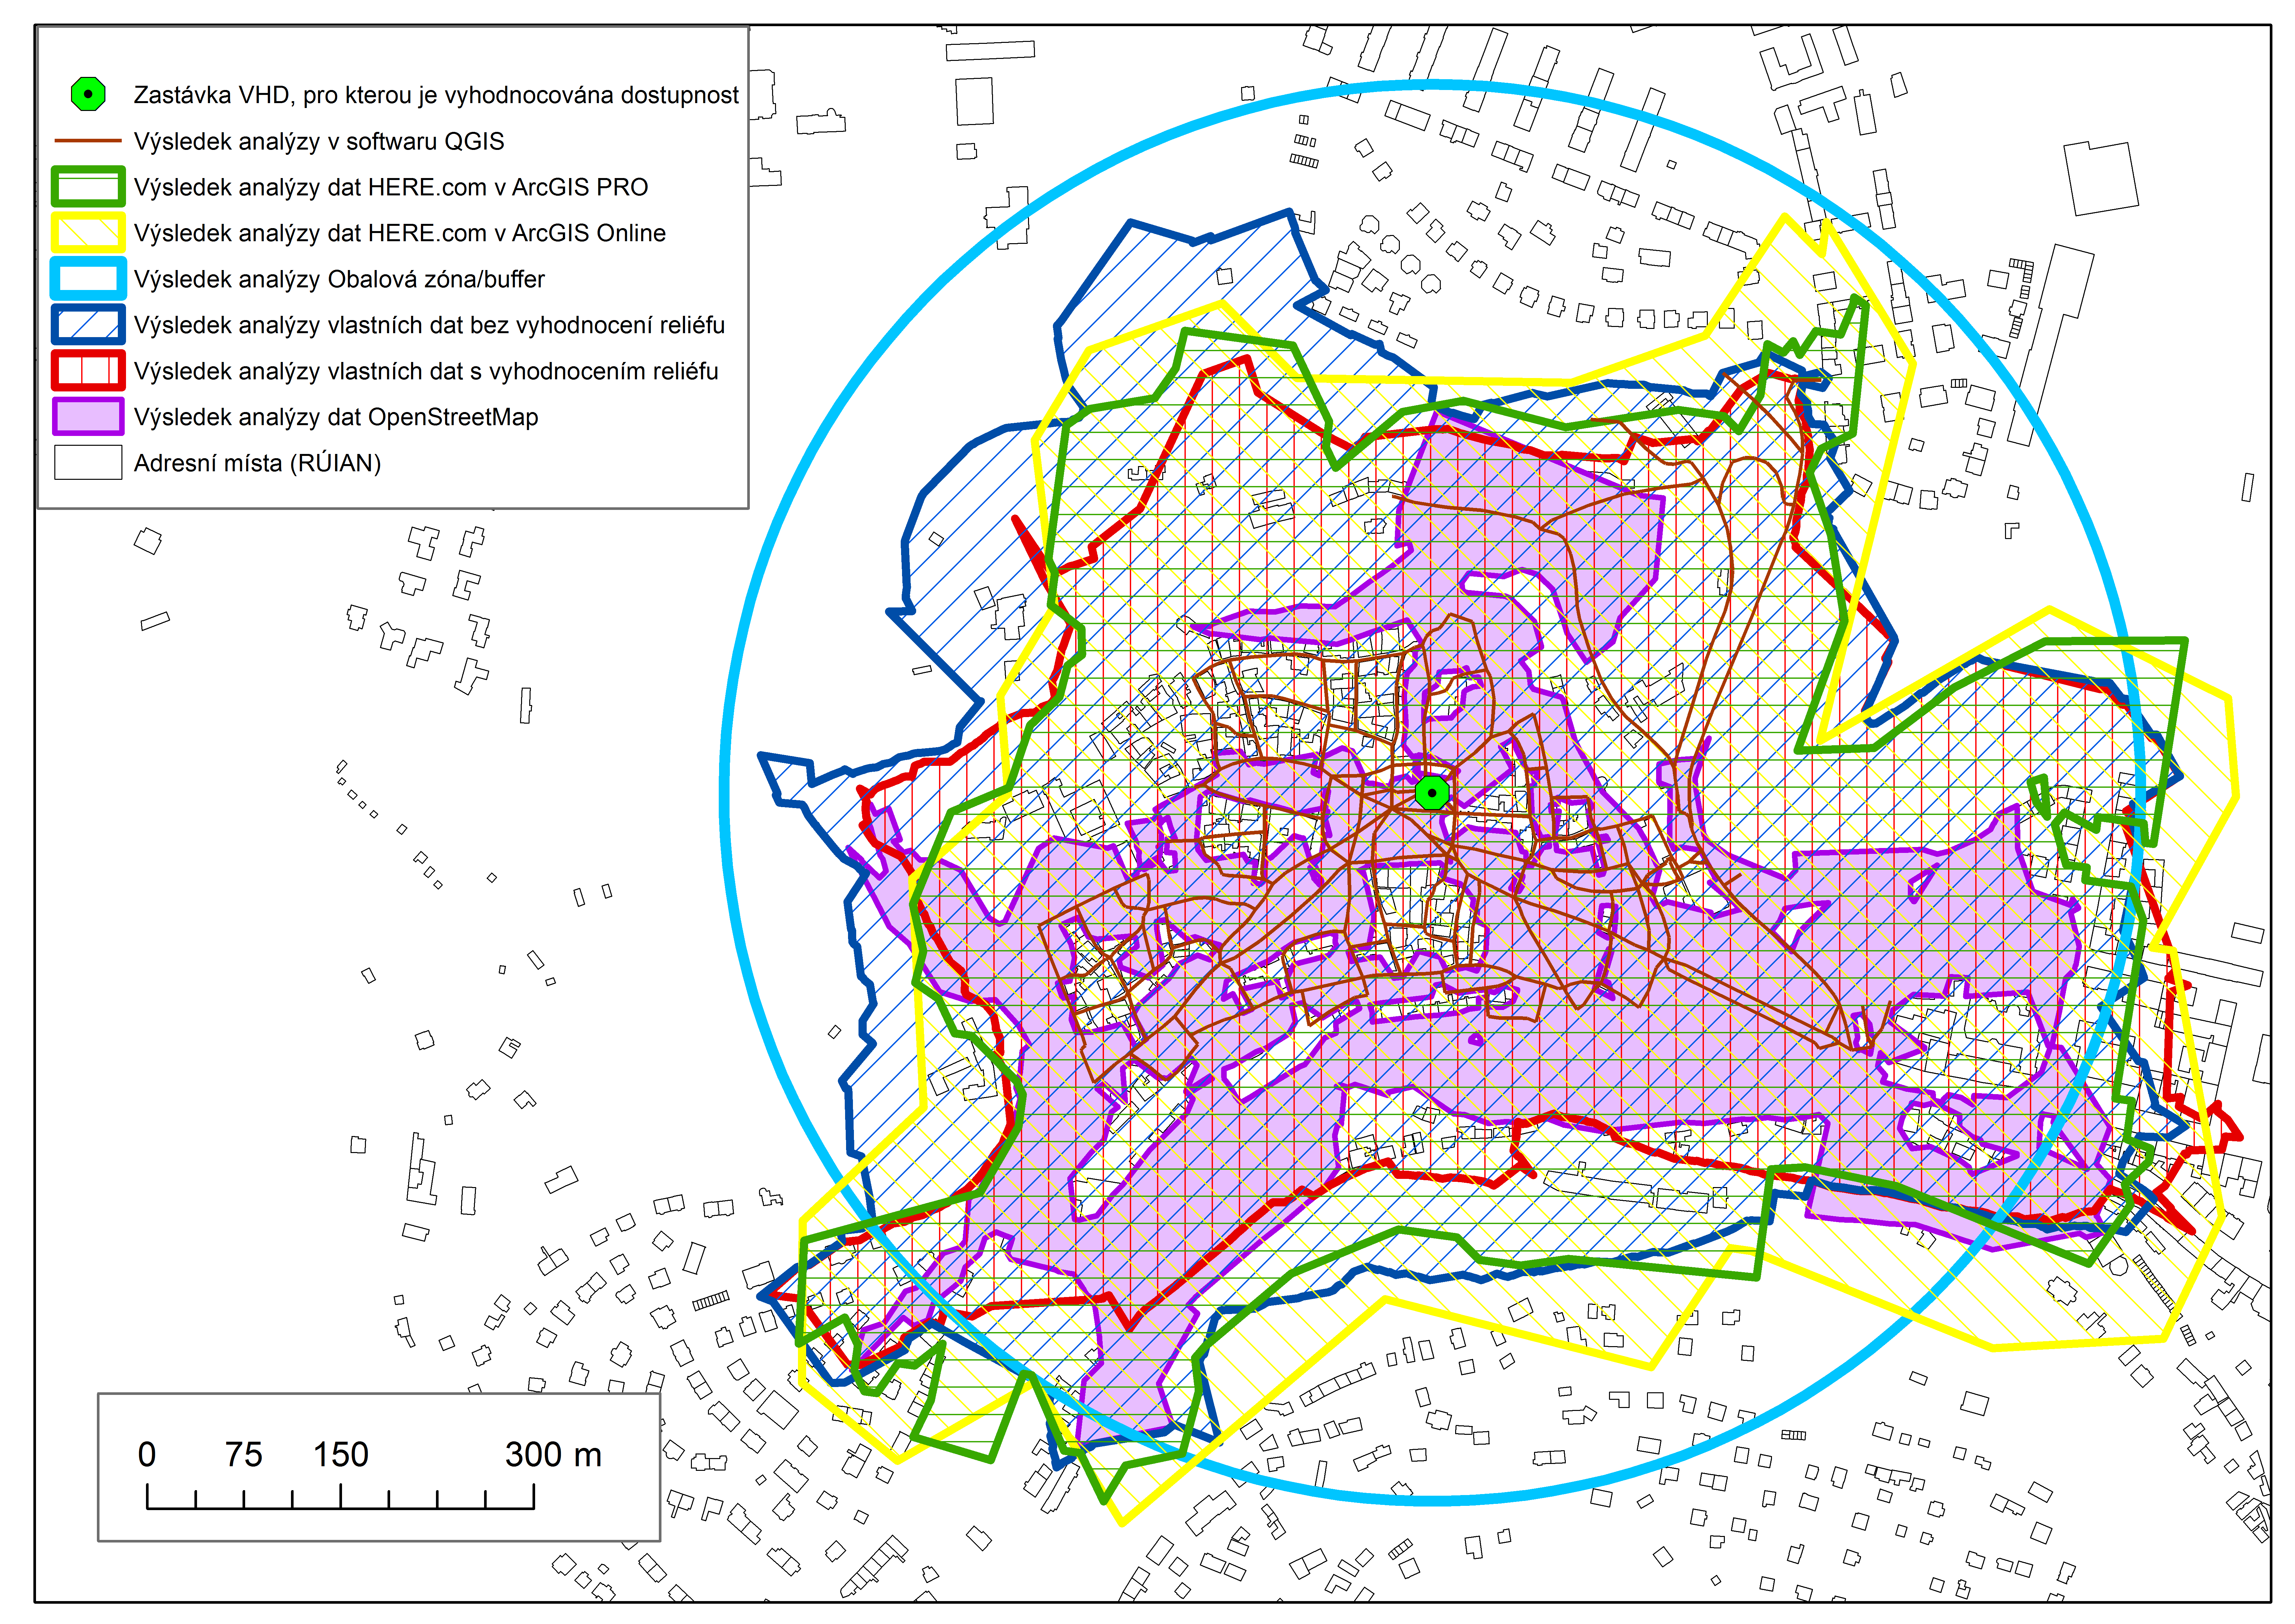 Zastávka VHD, pro kterou je vyhodnocována dostupnost
Výsledek analýzy v softwaru QGIS
Výsledek analýzy dat HERE.com v ArcGIS PRO
Výsledek analýzy dat HERE.com v ArcGIS Online
Výsledek analýzy Obalová zóna/buffer
Výsledek analýzy vlastních dat bez vyhodnocení reliéfu
Výsledek analýzy vlastních dat s vyhodnocením reliéfu
Výsledek analýzy dat OpenStreetMap
Adresní místa (RÚIAN)
0 75 150 300 m